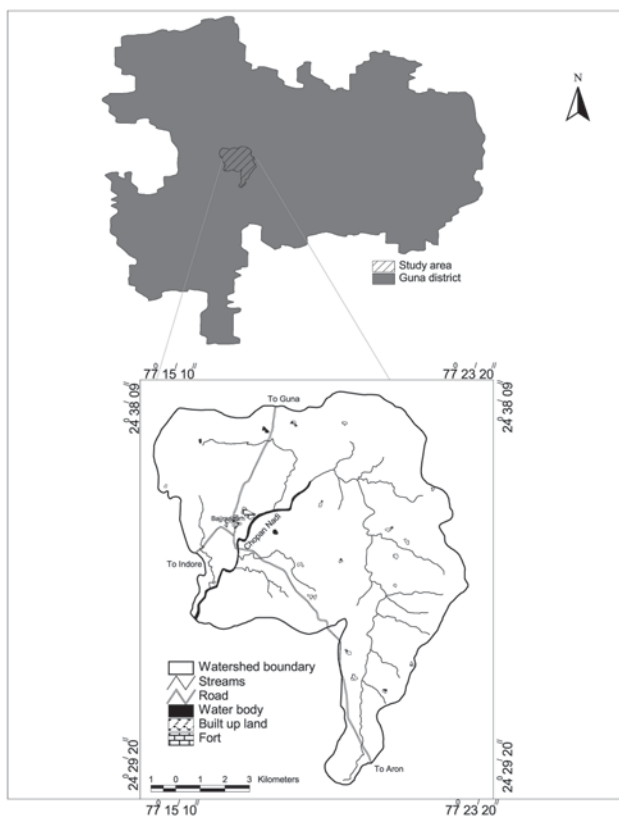 N
Study area
Guna district
77° 15' 10"
77° 23' 20"
24° 38' 09"
24° 38' 09"
To Guna
Chopan Nadi
To Indore
Watershed boundary
Streams
Road
Water body
Built up land
Fort
To Aron
1 0 1 2 3 Kilometers
24° 29' 20"
24° 29' 20"
77° 15' 10"
77° 23' 20"